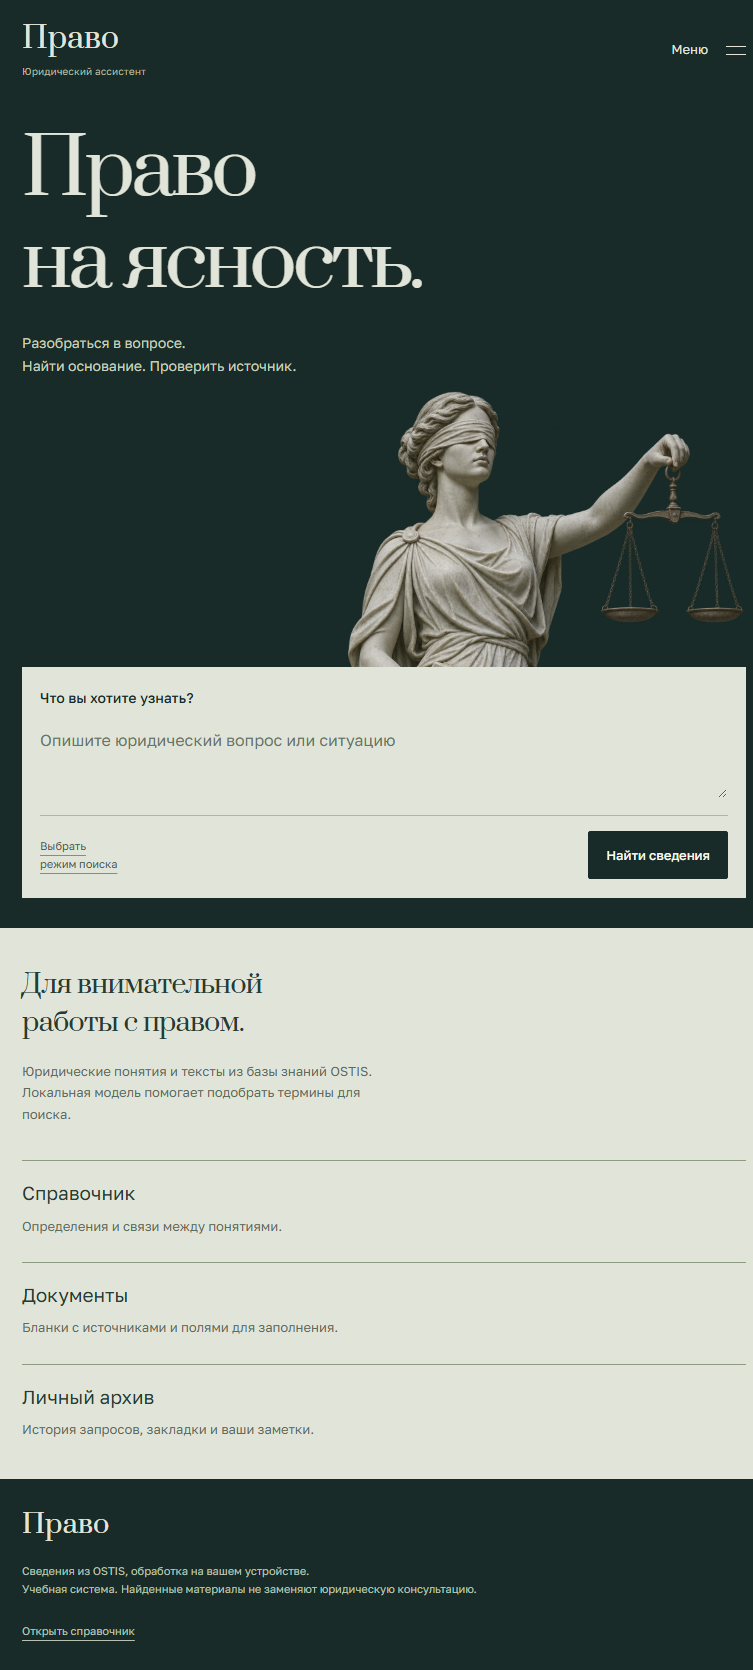 Право
Юридический ассистент
Меню
Право
на ясность.
Разобраться в вопросе.
Найти основание. Проверить источник.
Что вы хотите узнать?
Опишите юридический вопрос или ситуацию
Выбрать
режим поиска
Найти сведения
Для внимательной
работы с правом.
Юридические понятия и тексты из базы знаний OSTIS.
Локальная модель помогает подобрать термины для
поиска.
Справочник
Определения и связи между понятиями.
Документы
Бланки с источниками и полями для заполнения.
Личный архив
История запросов, закладки и ваши заметки.
Право
Сведения из OSTIS, обработка на вашем устройстве.
Учебная система. Найденные материалы не заменяют юридическую консультацию.
Открыть справочник